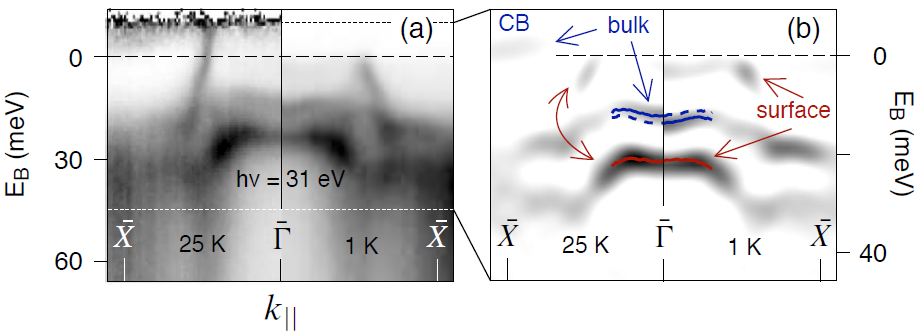 (a)
0
30
60
E_B (meV)
hν = 31 eV
X̄
25 K
Γ̄
1 K
X̄
k_||
CB
bulk
(b)
surface
0
40
E_B (meV)
X̄
25 K
Γ̄
1 K
X̄